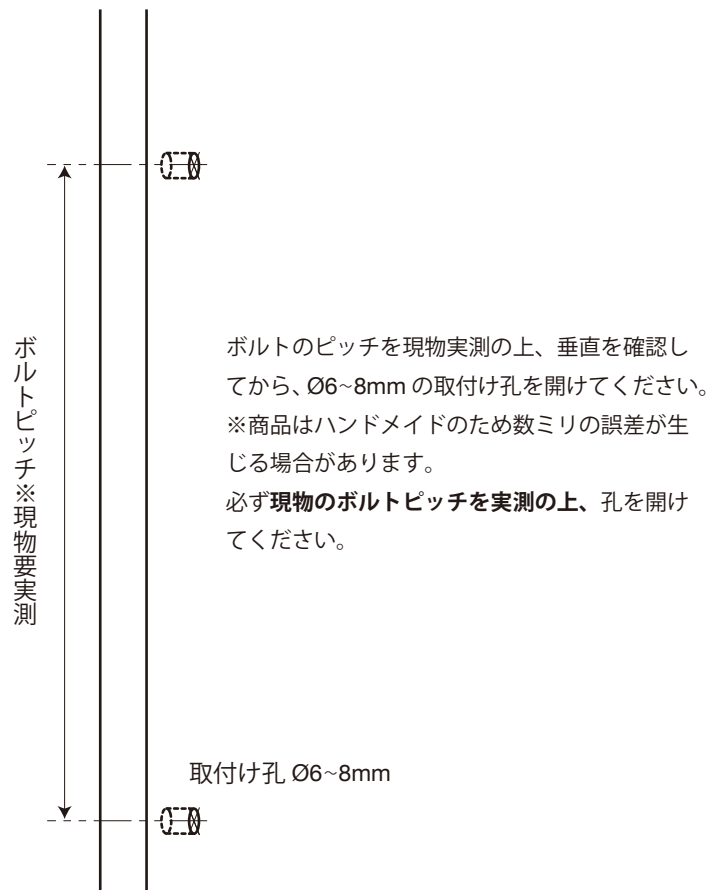 ボルトピッチ※現物要実測
ボルトのピッチを現物実測の上、垂直を確認し
てから、Ø6~8mm の取付け孔を開けてください。
※商品はハンドメイドのため数ミリの誤差が生
じる場合があります。
必ず現物のボルトピッチを実測の上、孔を開け
てください。
取付け孔 Ø6~8mm